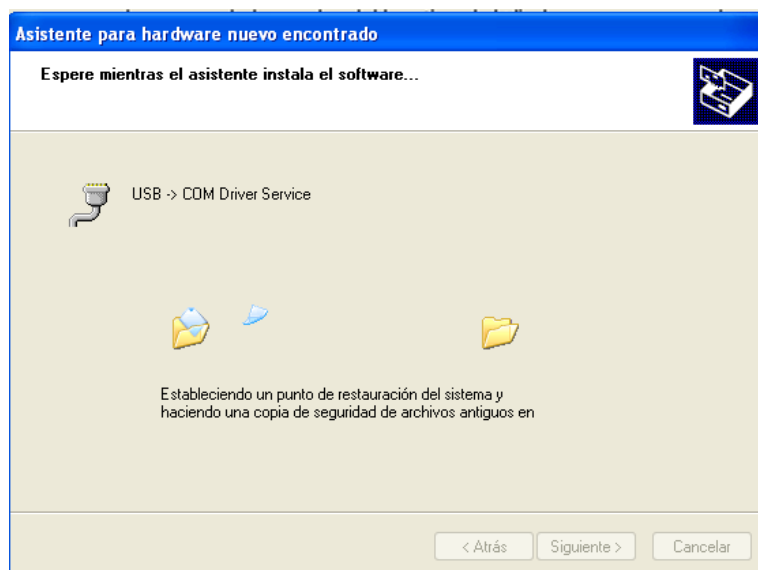 Asistente para hardware nuevo encontrado
Espere mientras el asistente instala el software...
USB -> COM Driver Service
Estableciendo un punto de restauración del sistema y
haciendo una copia de seguridad de archivos antiguos en
< Atrás   Siguiente >   Cancelar